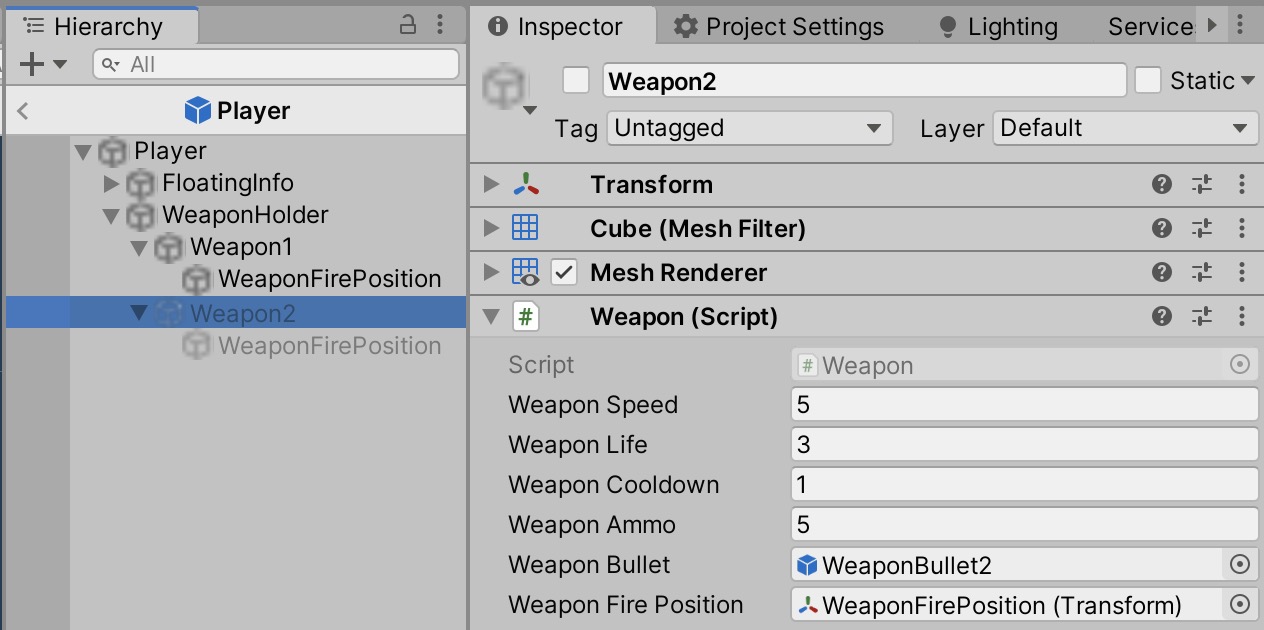 Hierarchy
All
Player
Player
FloatingInfo
WeaponHolder
Weapon1
WeaponFirePosition
Weapon2
WeaponFirePosition
Inspector Project Settings Lighting Service
Weapon2 Static
Tag Untagged Layer Default
Transform
Cube (Mesh Filter)
Mesh Renderer
# Weapon (Script)
Script # Weapon
Weapon Speed 5
Weapon Life 3
Weapon Cooldown 1
Weapon Ammo 5
Weapon Bullet WeaponBullet2
Weapon Fire Position WeaponFirePosition (Transform)